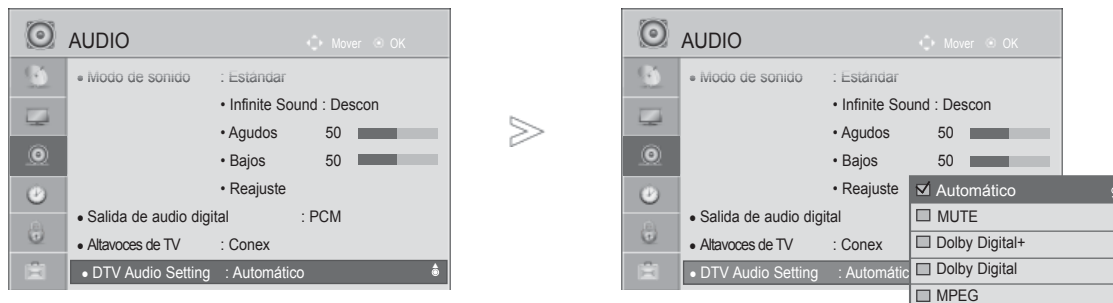 AUDIO
Mover OK
• Modo de sonido : Estándar
• Infinite Sound : Descon
• Agudos 50
• Bajos 50
• Reajuste
• Salida de audio digital : PCM
• Altavoces de TV : Conex
• DTV Audio Setting : Automático
AUDIO
Mover OK
• Modo de sonido : Estándar
• Infinite Sound : Descon
• Agudos 50
• Bajos 50
• Reajuste
• Salida de audio digital
• Altavoces de TV : Conex
• DTV Audio Setting : Automátic
Automático
MUTE
Dolby Digital+
Dolby Digital
MPEG